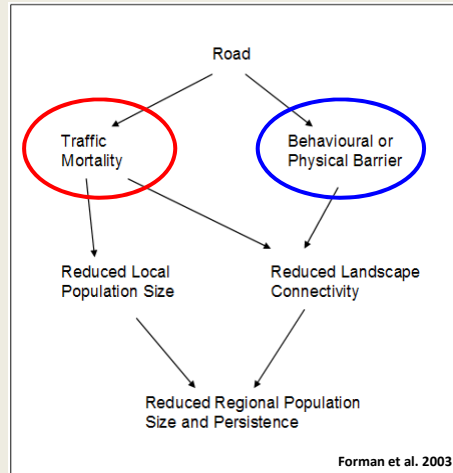 Road
Traffic
Mortality
Behavioural or
Physical Barrier
Reduced Local
Population Size
Reduced Landscape
Connectivity
Reduced Regional Population
Size and Persistence
Forman et al. 2003